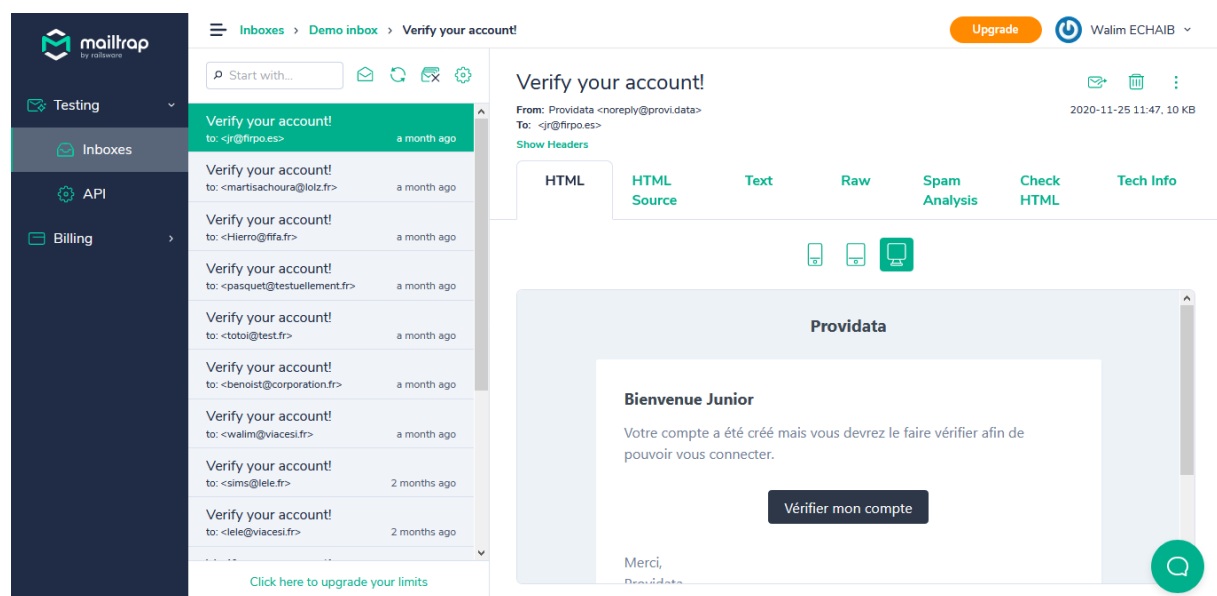 mailtrap
by railsware
Testing
Inboxes
API
Billing
Inboxes › Demo inbox › Verify your account!
Upgrade
Walim ECHAIB
Start with...
Verify your account!
to: <jr@firpo.es> a month ago
Verify your account!
to: <martisachoura@lolz.fr> a month ago
Verify your account!
to: <Hierro@fifa.fr> a month ago
Verify your account!
to: <pasquet@testuellement.fr> a month ago
Verify your account!
to: <totoi@test.fr> a month ago
Verify your account!
to: <benoist@corporation.fr> a month ago
Verify your account!
to: <walim@viacesi.fr> a month ago
Verify your account!
to: <sims@lele.fr> 2 months ago
Verify your account!
to: <lele@viacesi.fr> 2 months ago
Click here to upgrade your limits
Verify your account!
From: Providata <noreply@provi.data>
2020-11-25 11:47, 10 KB
To: <jr@firpo.es>
Show Headers
HTML
HTML
Source
Text
Raw
Spam
Analysis
Check
HTML
Tech Info
Providata
Bienvenue Junior
Votre compte a été créé mais vous devrez le faire vérifier afin de
pouvoir vous connecter.
Vérifier mon compte
Merci,
Providata